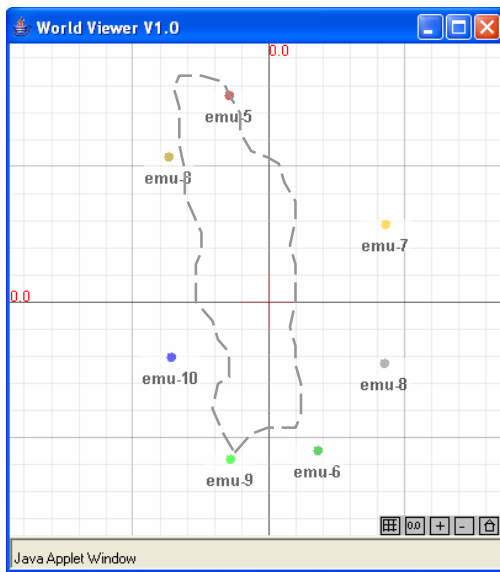 World Viewer V1.0
0.0
emu-5
emu-3
emu-7
0.0
emu-10
emu-8
emu-9
emu-6
0.0
+
-
Java Applet Window